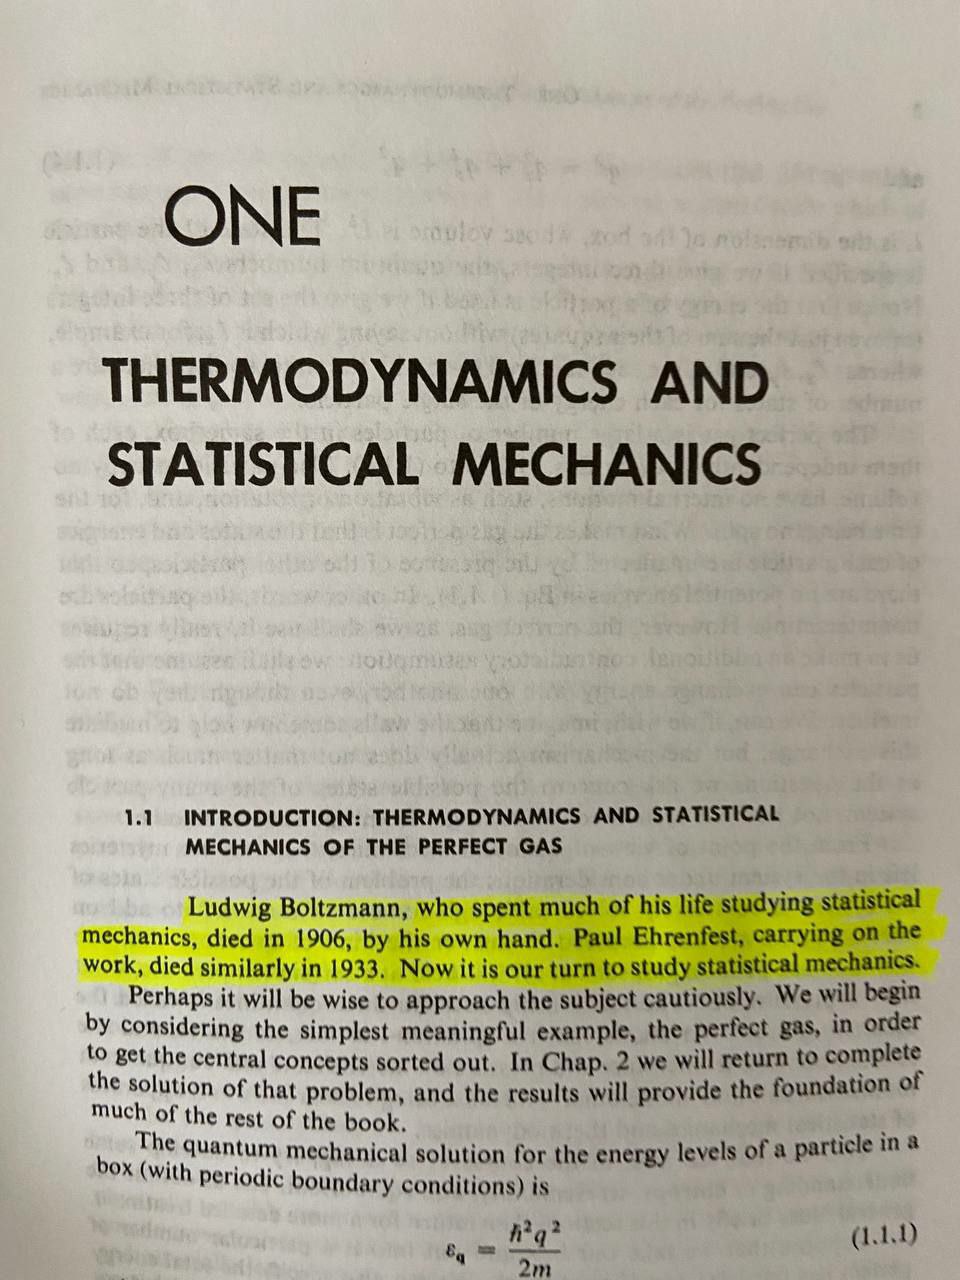 ONE
THERMODYNAMICS AND
STATISTICAL MECHANICS
1.1 INTRODUCTION: THERMODYNAMICS AND STATISTICAL
MECHANICS OF THE PERFECT GAS
Ludwig Boltzmann, who spent much of his life studying statistical
mechanics, died in 1906, by his own hand. Paul Ehrenfest, carrying on the
work, died similarly in 1933. Now it is our turn to study statistical mechanics.
Perhaps it will be wise to approach the subject cautiously. We will begin
by considering the simplest meaningful example, the perfect gas, in order
to get the central concepts sorted out. In Chap. 2 we will return to complete
the solution of that problem, and the results will provide the foundation of
much of the rest of the book.
The quantum mechanical solution for the energy levels of a particle in a
box (with periodic boundary conditions) is
ε_q = ħ²q² / 2m (1.1.1)